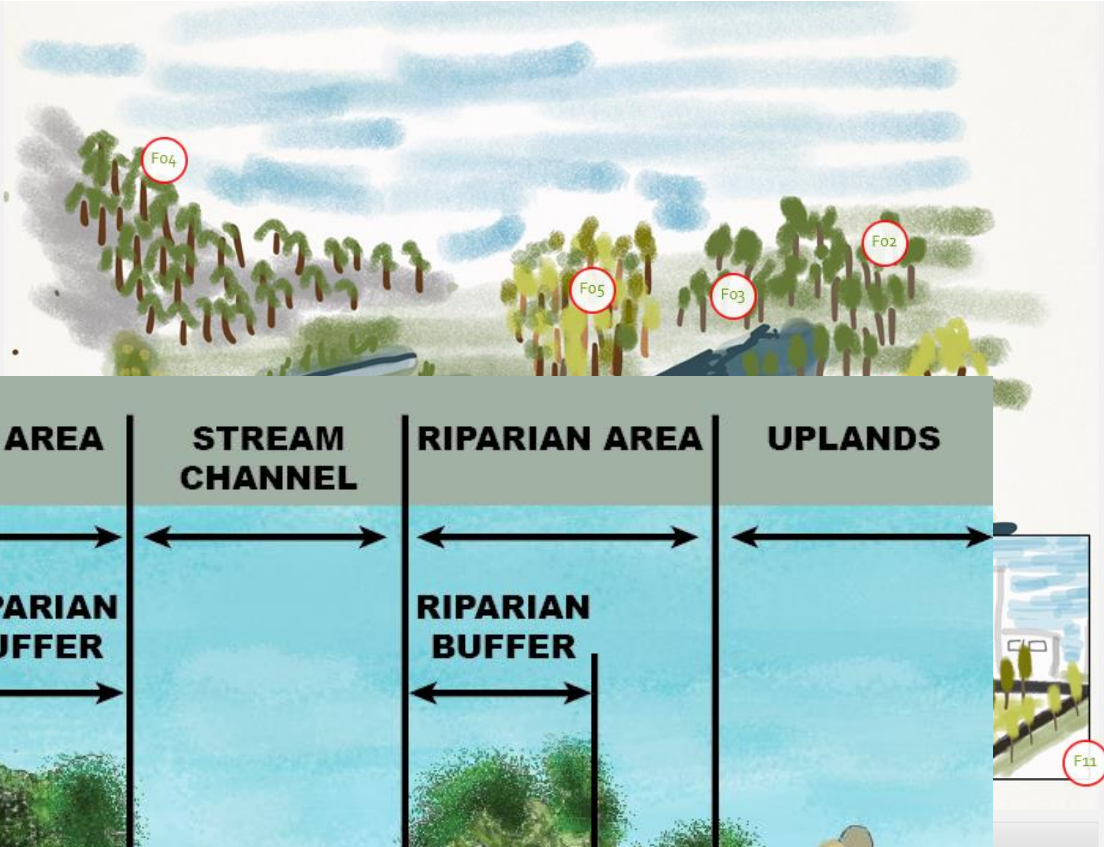 F04
F02
F05
F03
AREA
STREAM
CHANNEL
RIPARIAN AREA
UPLANDS
PARIAN
UFFER
RIPARIAN
BUFFER
F11